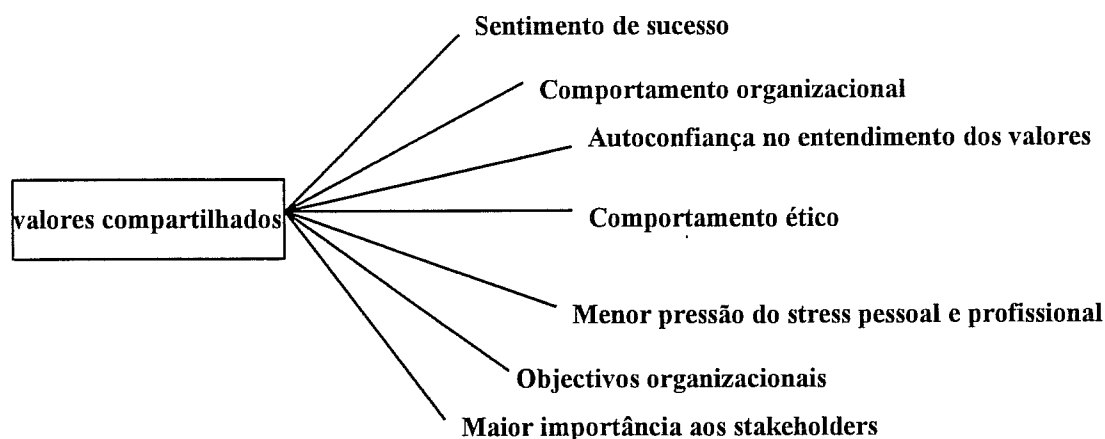 Sentimento de sucesso
Comportamento organizacional
Autoconfiança no entendimento dos valores
valores compartilhados
Comportamento ético
Menor pressão do stress pessoal e profissional
Objectivos organizacionais
Maior importância aos stakeholders